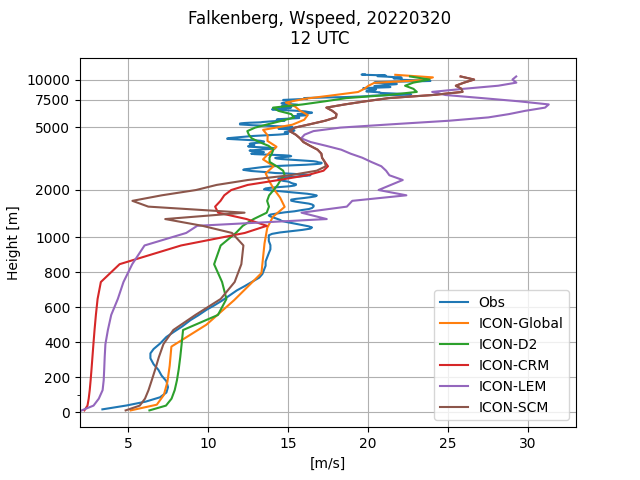 Falkenberg, Wspeed, 20220320
12 UTC
10000
7500
5000
2000
1000
800
600
400
200
0
Height [m]
Obs
ICON-Global
ICON-D2
ICON-CRM
ICON-LEM
ICON-SCM
5 10 15 20 25 30
[m/s]